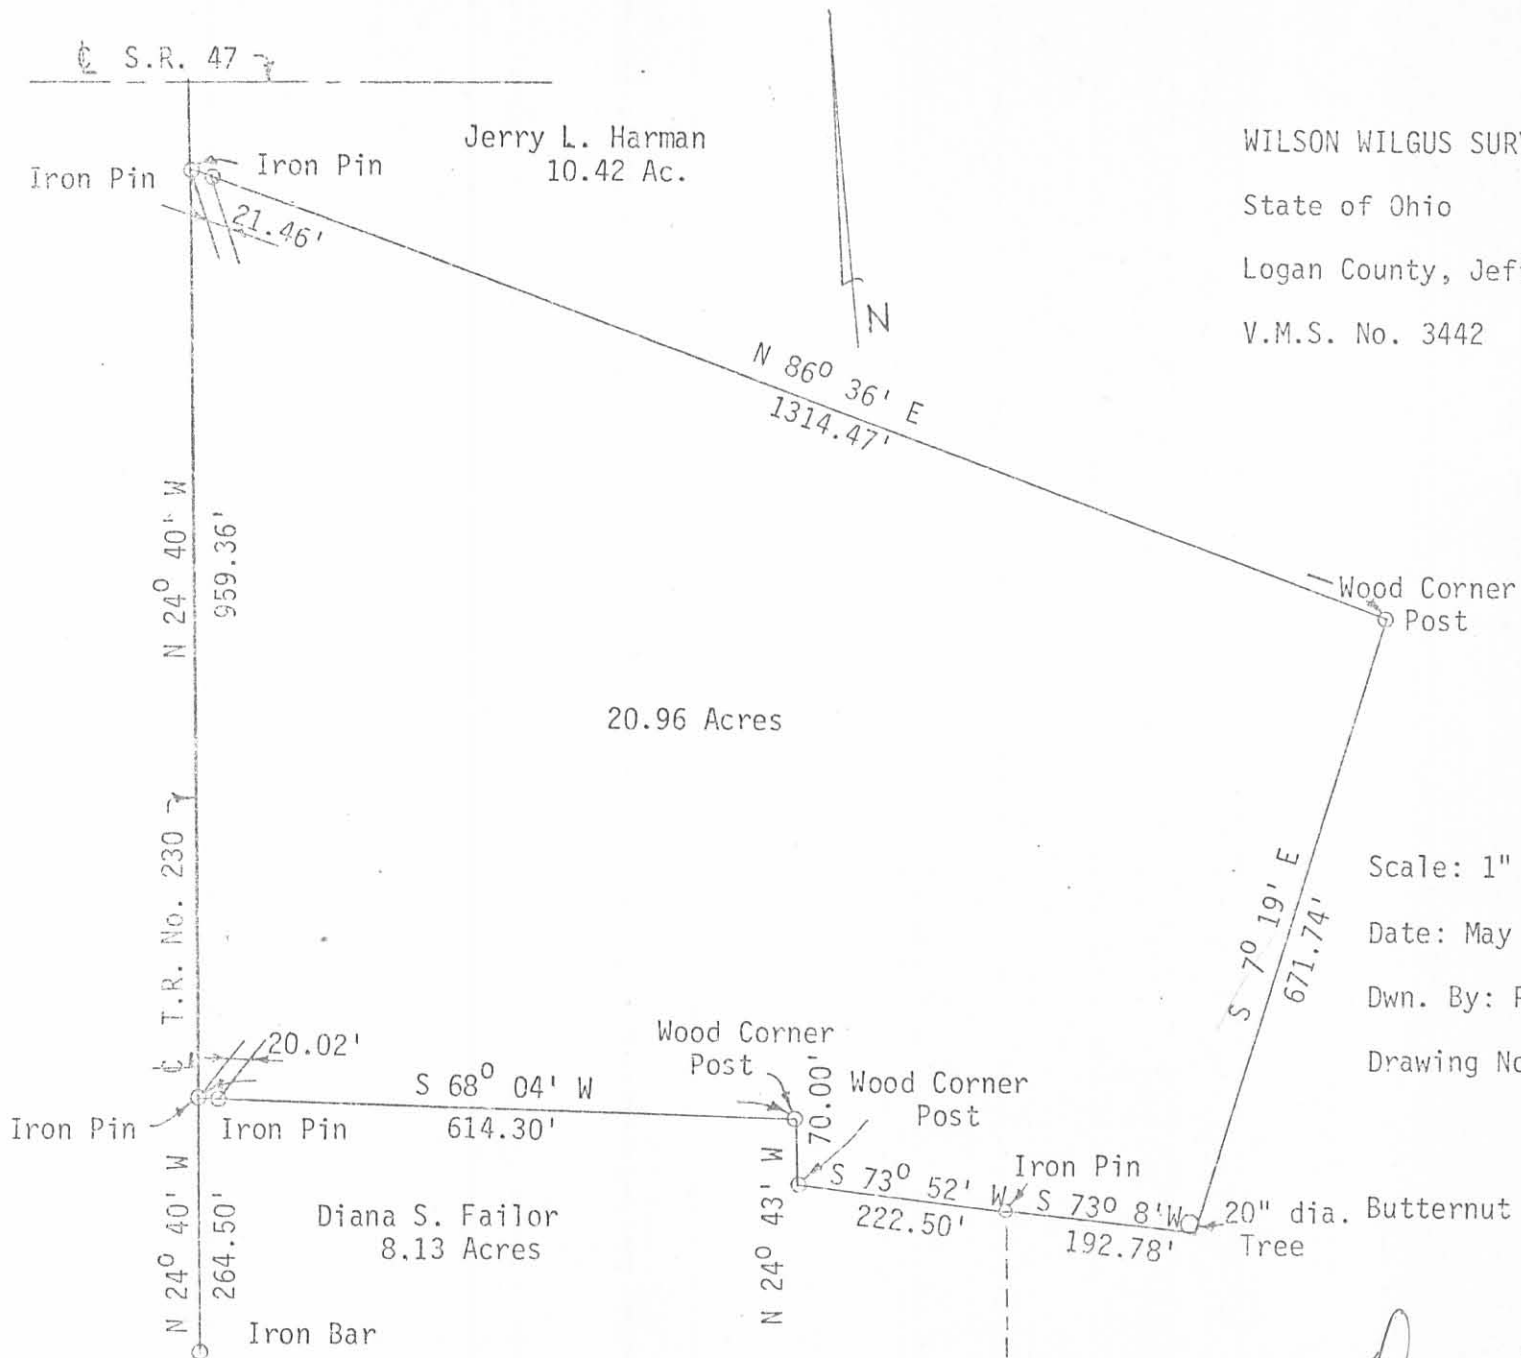 ℄ S.R. 47
Jerry L. Harman
10.42 Ac.
Iron Pin
Iron Pin
21.46'
N
WILSON WILGUS SUR
State of Ohio
Logan County, Jef
V.M.S. No. 3442
N 86° 36' E
1314.47'
N 24° 40' W
959.36'
Wood Corner
Post
20.96 Acres
℄ T.R. No. 230
S 7° 19' E
671.74'
Scale: 1"
Date: May
Dwn. By:
Drawing No
20.02'
S 68° 04' W
614.30'
Wood Corner
Post
70.00'
N 24° 43' W
Wood Corner
Post
Iron Pin
Iron Pin
S 73° 52' W
222.50'
Iron Pin
S 73° 8' W
192.78'
20" dia. Butternut
Tree
Diana S. Failor
8.13 Acres
N 24° 40' W
264.50'
Iron Bar